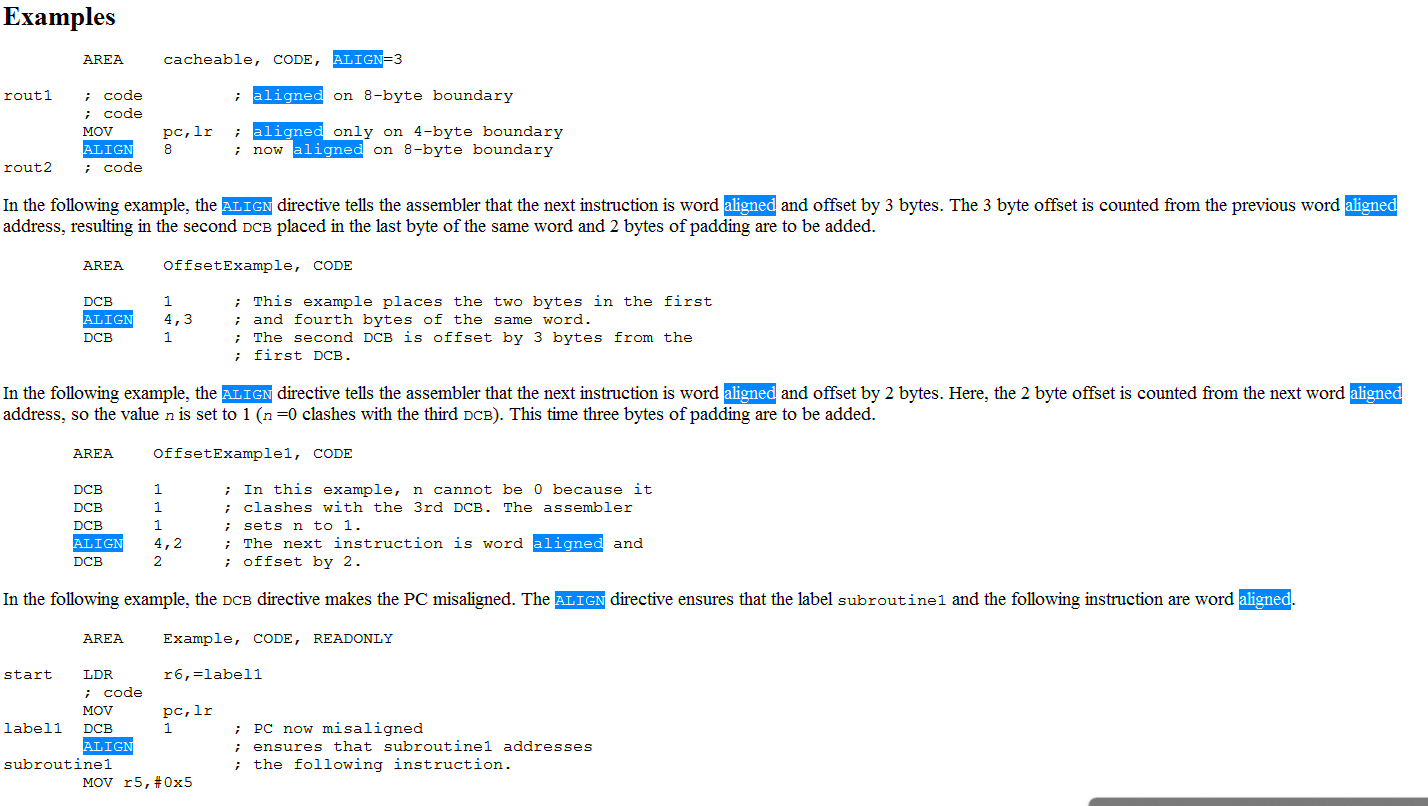 Examples
AREA cacheable, CODE, ALIGN=3
rout1 ; code ; aligned on 8-byte boundary
; code
MOV pc,lr ; aligned only on 4-byte boundary
ALIGN 8 ; now aligned on 8-byte boundary
rout2 ; code
In the following example, the ALIGN directive tells the assembler that the next instruction is word aligned and offset by 3 bytes. The 3 byte offset is counted from the previous word aligned
address, resulting in the second DCB placed in the last byte of the same word and 2 bytes of padding are to be added.
AREA OffsetExample, CODE
DCB 1 ; This example places the two bytes in the first
ALIGN 4,3 ; and fourth bytes of the same word.
DCB 1 ; The second DCB is offset by 3 bytes from the
; first DCB.
In the following example, the ALIGN directive tells the assembler that the next instruction is word aligned and offset by 2 bytes. Here, the 2 byte offset is counted from the next word aligned
address, so the value n is set to 1 (n =0 clashes with the third DCB). This time three bytes of padding are to be added.
AREA OffsetExample1, CODE
DCB 1 ; In this example, n cannot be 0 because it
DCB 1 ; clashes with the 3rd DCB. The assembler
DCB 1 ; sets n to 1.
ALIGN 4,2 ; The next instruction is word aligned and
DCB 2 ; offset by 2.
In the following example, the DCB directive makes the PC misaligned. The ALIGN directive ensures that the label subroutine1 and the following instruction are word aligned.
AREA Example, CODE, READONLY
start LDR r6,=label1
; code
MOV pc,lr
label1 DCB 1 ; PC now misaligned
ALIGN ; ensures that subroutine1 addresses
subroutine1 ; the following instruction.
MOV r5,#0x5